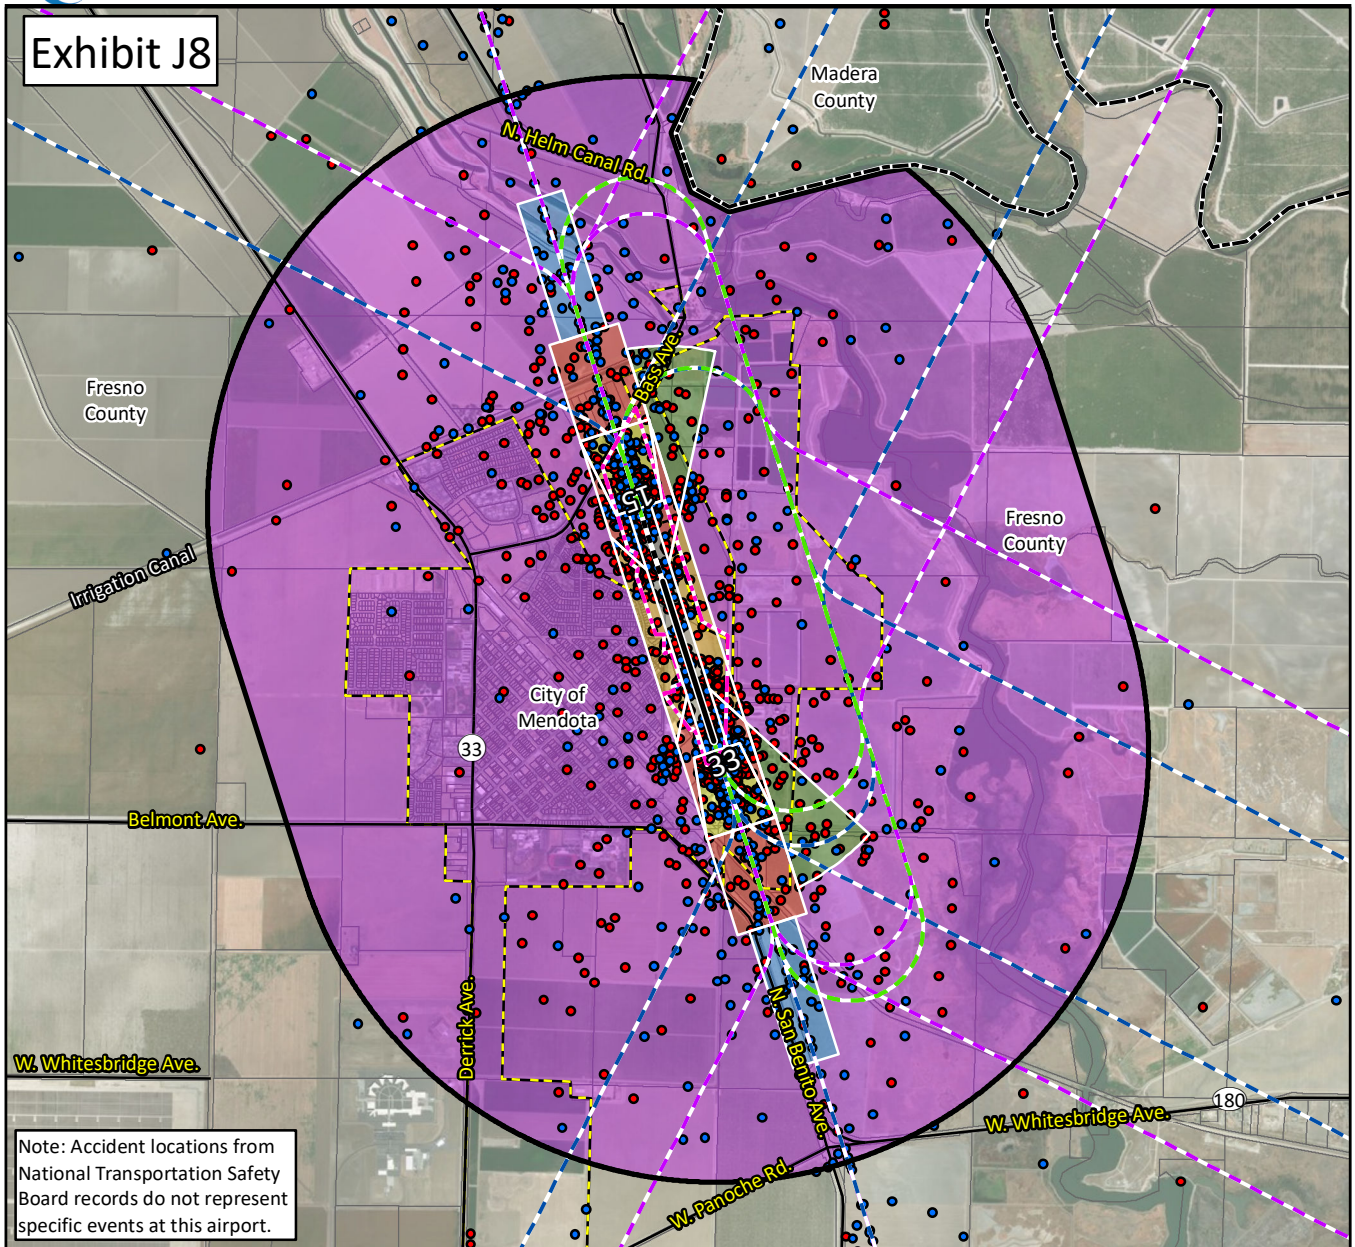 Exhibit J8
Madera
County
N. Helm Canal Rd.
Bass Ave.
Fresno
County
15
Fresno
County
Irrigation Canal
City of
Mendota
33
33
Belmont Ave.
Derrick Ave.
N. San Benito Ave.
W. Whitesbridge Ave.
180
W. Whitesbridge Ave.
W. Panoche Rd.
Note: Accident locations from
National Transportation Safety
Board records do not represent
specific events at this airport.